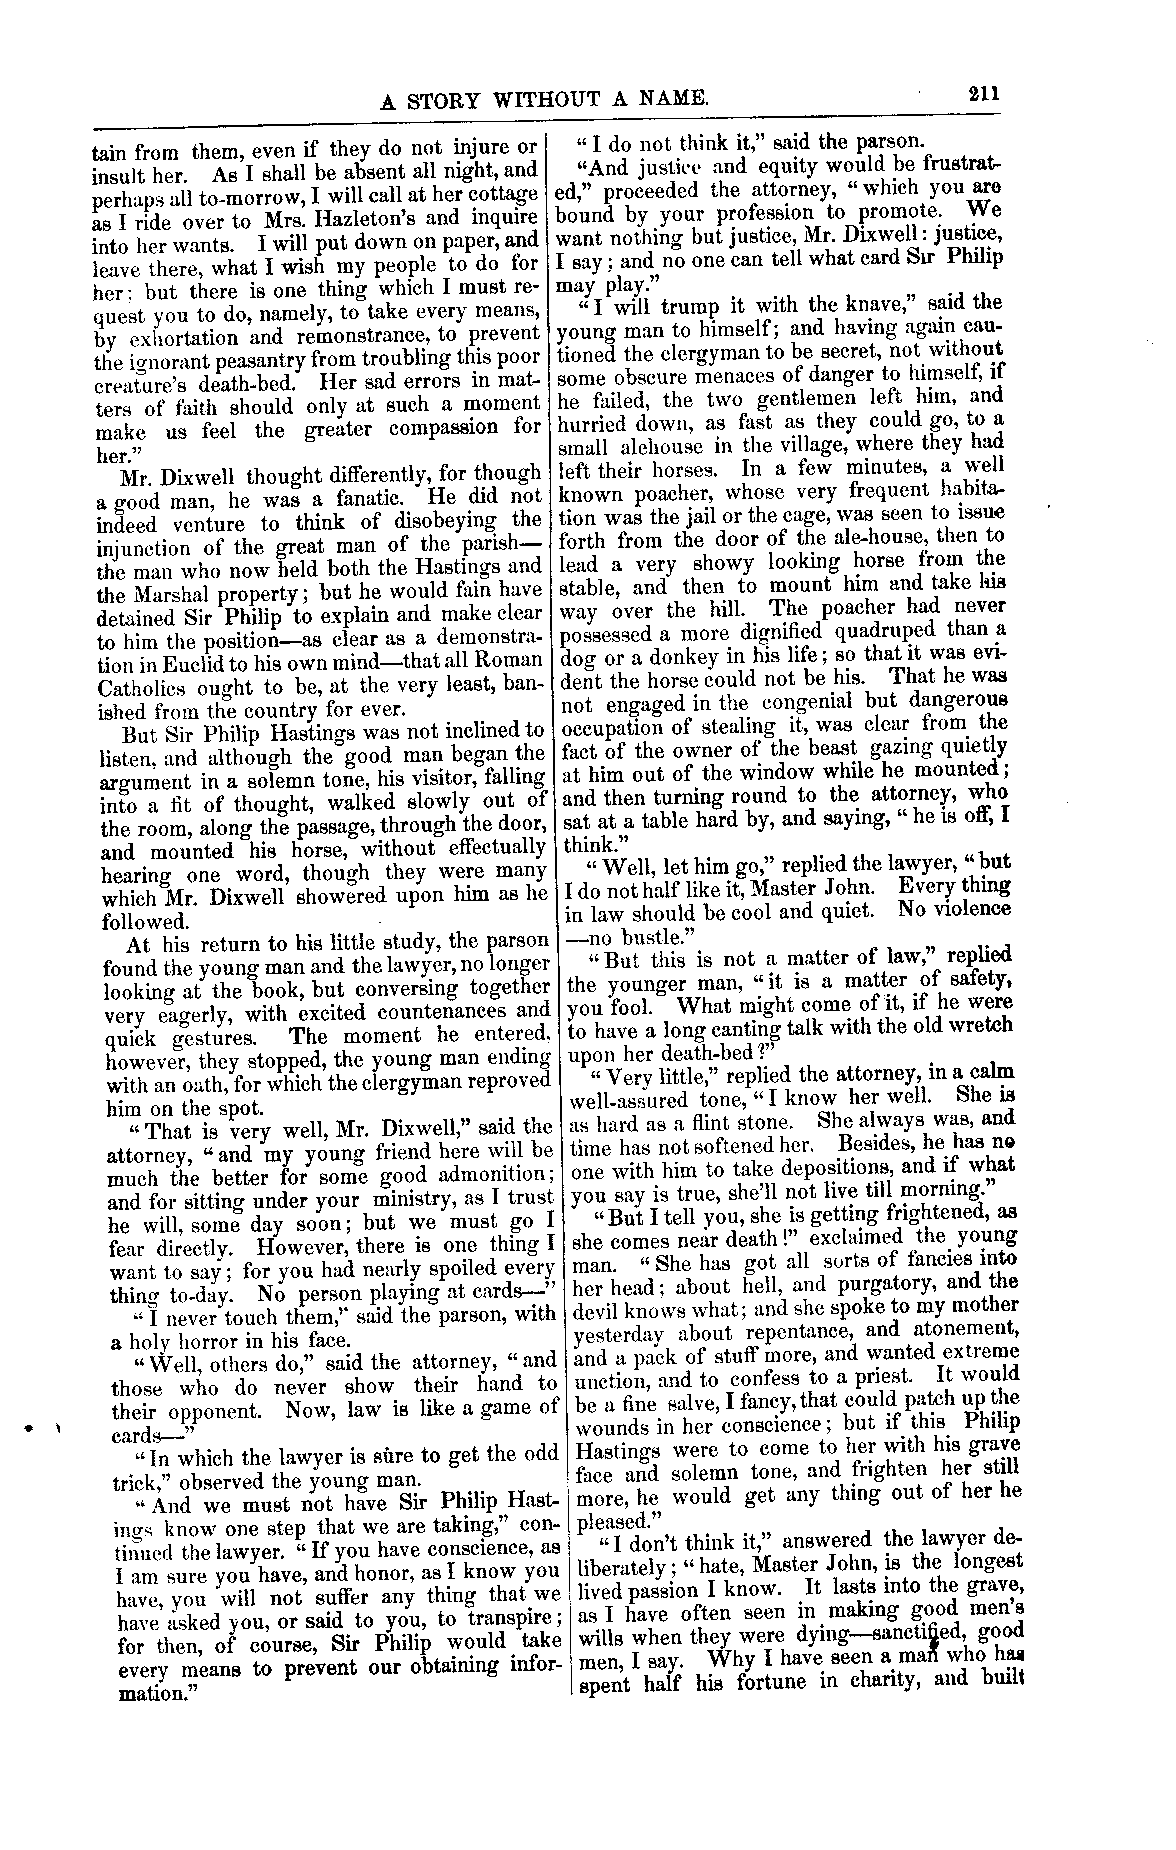 A STORY WITHOUT A NAME. 211
tain from them, even if they do not injure or
insult her. As I shall be absent all night, and
perhaps all to-morrow, I will call at her cottage
as I ride over to Mrs. Hazleton's and inquire
into her wants. I will put down on paper, and
leave there, what I wish my people to do for
her; but there is one thing which I must re-
quest you to do, namely, to take every means,
by exhortation and remonstrance, to prevent
the ignorant peasantry from troubling this poor
creature's death-bed. Her sad errors in mat-
ters of faith should only at such a moment
make us feel the greater compassion for
her."
Mr. Dixwell thought differently, for though
a good man, he was a fanatic. He did not
indeed venture to think of disobeying the
injunction of the great man of the parish—
the man who now held both the Hastings and
the Marshal property; but he would fain have
detained Sir Philip to explain and make clear
to him the position—as clear as a demonstra-
tion in Euclid to his own mind—that all Roman
Catholics ought to be, at the very least, ban-
ished from the country for ever.
But Sir Philip Hastings was not inclined to
listen, and although the good man began the
argument in a solemn tone, his visitor, falling
into a fit of thought, walked slowly out of
the room, along the passage, through the door,
and mounted his horse, without effectually
hearing one word, though they were many
which Mr. Dixwell showered upon him as he
followed.
At his return to his little study, the parson
found the young man and the lawyer, no longer
looking at the book, but conversing together
very eagerly, with excited countenances and
quick gestures. The moment he entered,
however, they stopped, the young man ending
with an oath, for which the clergyman reproved
him on the spot.
"That is very well, Mr. Dixwell," said the
attorney, "and my young friend here will be
much the better for some good admonition;
and for sitting under your ministry, as I trust
he will, some day soon; but we must go I
fear directly. However, there is one thing I
want to say; for you had nearly spoiled every
thing to-day. No person playing at cards—"
"I never touch them," said the parson, with
a holy horror in his face.
"Well, others do," said the attorney, "and
those who do never show their hand to
their opponent. Now, law is like a game of
cards—"
"In which the lawyer is sure to get the odd
trick," observed the young man.
"And we must not have Sir Philip Hast-
ings know one step that we are taking," con-
tinued the lawyer. "If you have conscience, as
I am sure you have, and honor, as I know you
have, you will not suffer any thing that we
have asked you, or said to you, to transpire;
for then, of course, Sir Philip would take
every means to prevent our obtaining infor-
mation."
"I do not think it," said the parson.
"And justice and equity would be frustrat-
ed," proceeded the attorney, "which you are
bound by your profession to promote. We
want nothing but justice, Mr. Dixwell: justice,
I say; and no one can tell what card Sir Philip
may play."
"I will trump it with the knave," said the
young man to himself; and having again cau-
tioned the clergyman to be secret, not without
some obscure menaces of danger to himself, if
he failed, the two gentlemen left him, and
hurried down, as fast as they could go, to a
small alehouse in the village, where they had
left their horses. In a few minutes, a well
known poacher, whose very frequent habita-
tion was the jail or the cage, was seen to issue
forth from the door of the ale-house, then to
lead a very showy looking horse from the
stable, and then to mount him and take his
way over the hill. The poacher had never
possessed a more dignified quadruped than a
dog or a donkey in his life; so that it was evi-
dent the horse could not be his. That he was
not engaged in the congenial but dangerous
occupation of stealing it, was clear from the
fact of the owner of the beast gazing quietly
at him out of the window while he mounted;
and then turning round to the attorney, who
sat at a table hard by, and saying, "he is off, I
think."
"Well, let him go," replied the lawyer, "but
I do not half like it, Master John. Every thing
in law should be cool and quiet. No violence
—no bustle."
"But this is not a matter of law," replied
the younger man, "it is a matter of safety,
you fool. What might come of it, if he were
to have a long canting talk with the old wretch
upon her death-bed?"
"Very little," replied the attorney, in a calm
well-assured tone, "I know her well. She is
as hard as a flint stone. She always was, and
time has not softened her. Besides, he has no
one with him to take depositions, and if what
you say is true, she'll not live till morning."
"But I tell you, she is getting frightened, as
she comes near death!" exclaimed the young
man. "She has got all sorts of fancies into
her head; about hell, and purgatory, and the
devil knows what; and she spoke to my mother
yesterday about repentance, and atonement,
and a pack of stuff more, and wanted extreme
unction, and to confess to a priest. It would
be a fine salve, I fancy, that could patch up the
wounds in her conscience; but if this Philip
Hastings were to come to her with his grave
face and solemn tone, and frighten her still
more, he would get any thing out of her he
pleased."
"I don't think it," answered the lawyer de-
liberately; "hate, Master John, is the longest
lived passion I know. It lasts into the grave,
as I have often seen in making good men's
wills when they were dying—sanctified, good
men, I say. Why I have seen a man who has
spent half his fortune in charity, and built